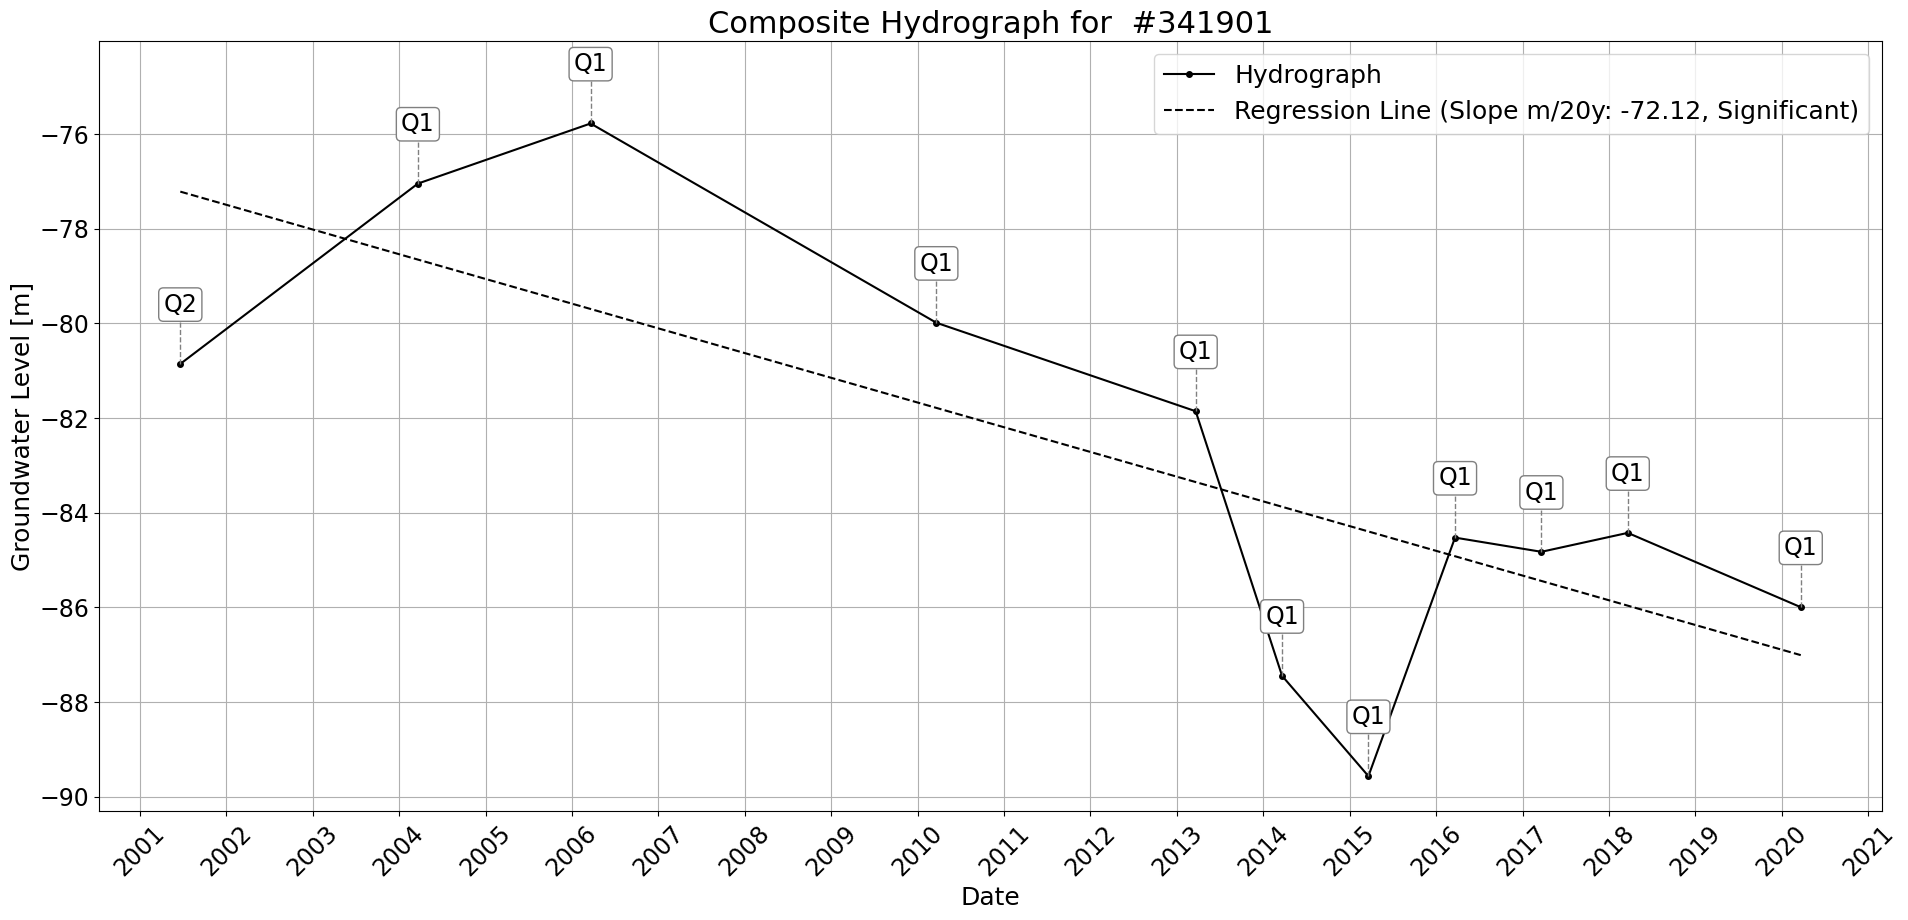 Composite Hydrograph for  #341901
Hydrograph
Regression Line (Slope m/20y: -72.12, Significant)
Groundwater Level [m]
−76
−78
−80
−82
−84
−86
−88
−90
Q2
Q1
Q1
Q1
Q1
Q1
Q1
Q1
Q1
Q1
Q1
2001
2002
2003
2004
2005
2006
2007
2008
2009
2010
2011
2012
2013
2014
2015
2016
2017
2018
2019
2020
2021
Date